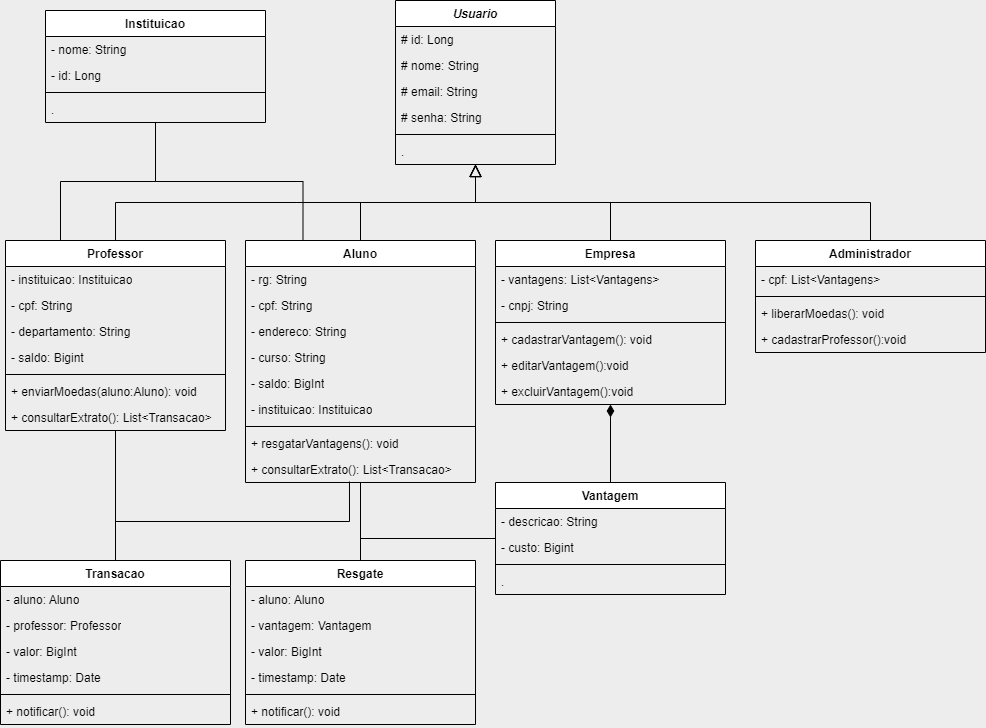 Instituicao
- nome: String
- id: Long
.
Usuario
# id: Long
# nome: String
# email: String
# senha: String
.
Professor
- instituicao: Instituicao
- cpf: String
- departamento: String
- saldo: Bigint
+ enviarMoedas(aluno:Aluno): void
+ consultarExtrato(): List<Transacao>
Aluno
- rg: String
- cpf: String
- endereco: String
- curso: String
- saldo: BigInt
- instituicao: Instituicao
+ resgatarVantagens(): void
+ consultarExtrato(): List<Transacao>
Empresa
- vantagens: List<Vantagens>
- cnpj: String
+ cadastrarVantagem(): void
+ editarVantagem():void
+ excluirVantagem():void
Administrador
- cpf: List<Vantagens>
+ liberarMoedas(): void
+ cadastrarProfessor():void
Vantagem
- descricao: String
- custo: Bigint
.
Transacao
- aluno: Aluno
- professor: Professor
- valor: BigInt
- timestamp: Date
+ notificar(): void
Resgate
- aluno: Aluno
- vantagem: Vantagem
- valor: BigInt
- timestamp: Date
+ notificar(): void